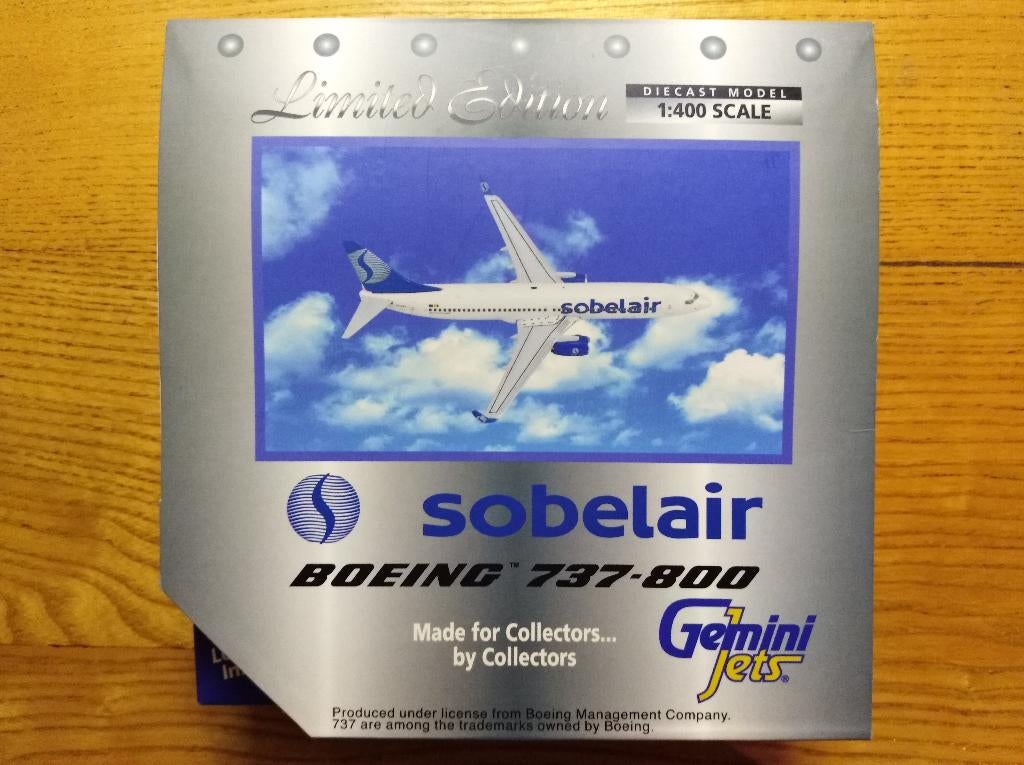 Limited Edition
DIECAST MODEL
1:400 SCALE
sobelair
sobelair
BOEING™ 737-800
Made for Collectors...
by Collectors
Gemini
Jets®
Produced under license from Boeing Management Company.
737 are among the trademarks owned by Boeing.